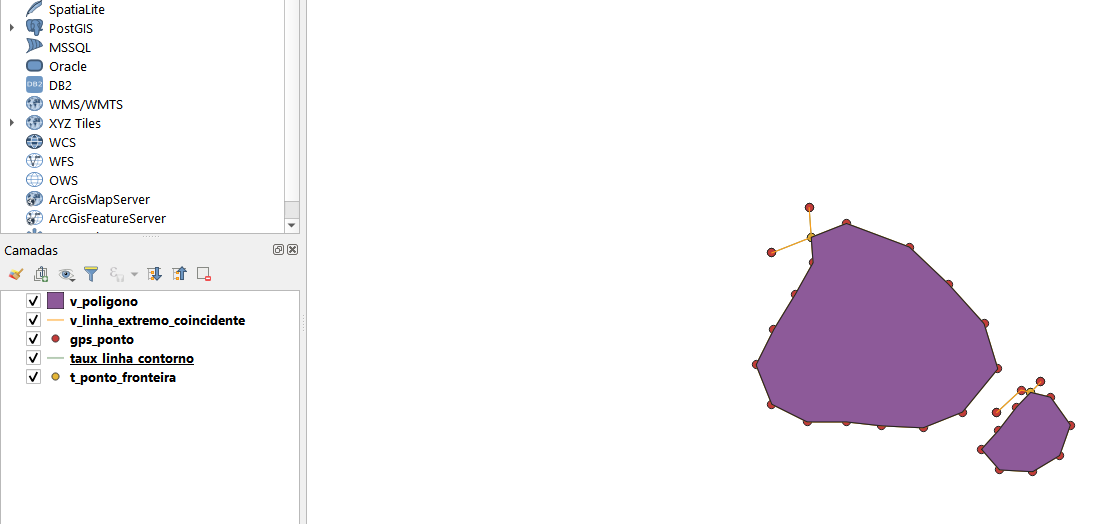 SpatiaLite
PostGIS
MSSQL
Oracle
DB2
DB2
WMS/WMTS
XYZ Tiles
WCS
WFS
OWS
ArcGisMapServer
ArcGisFeatureServer
Camadas
v_poligono
v_linha_extremo_coincidente
gps_ponto
taux_linha_contorno
t_ponto_fronteira